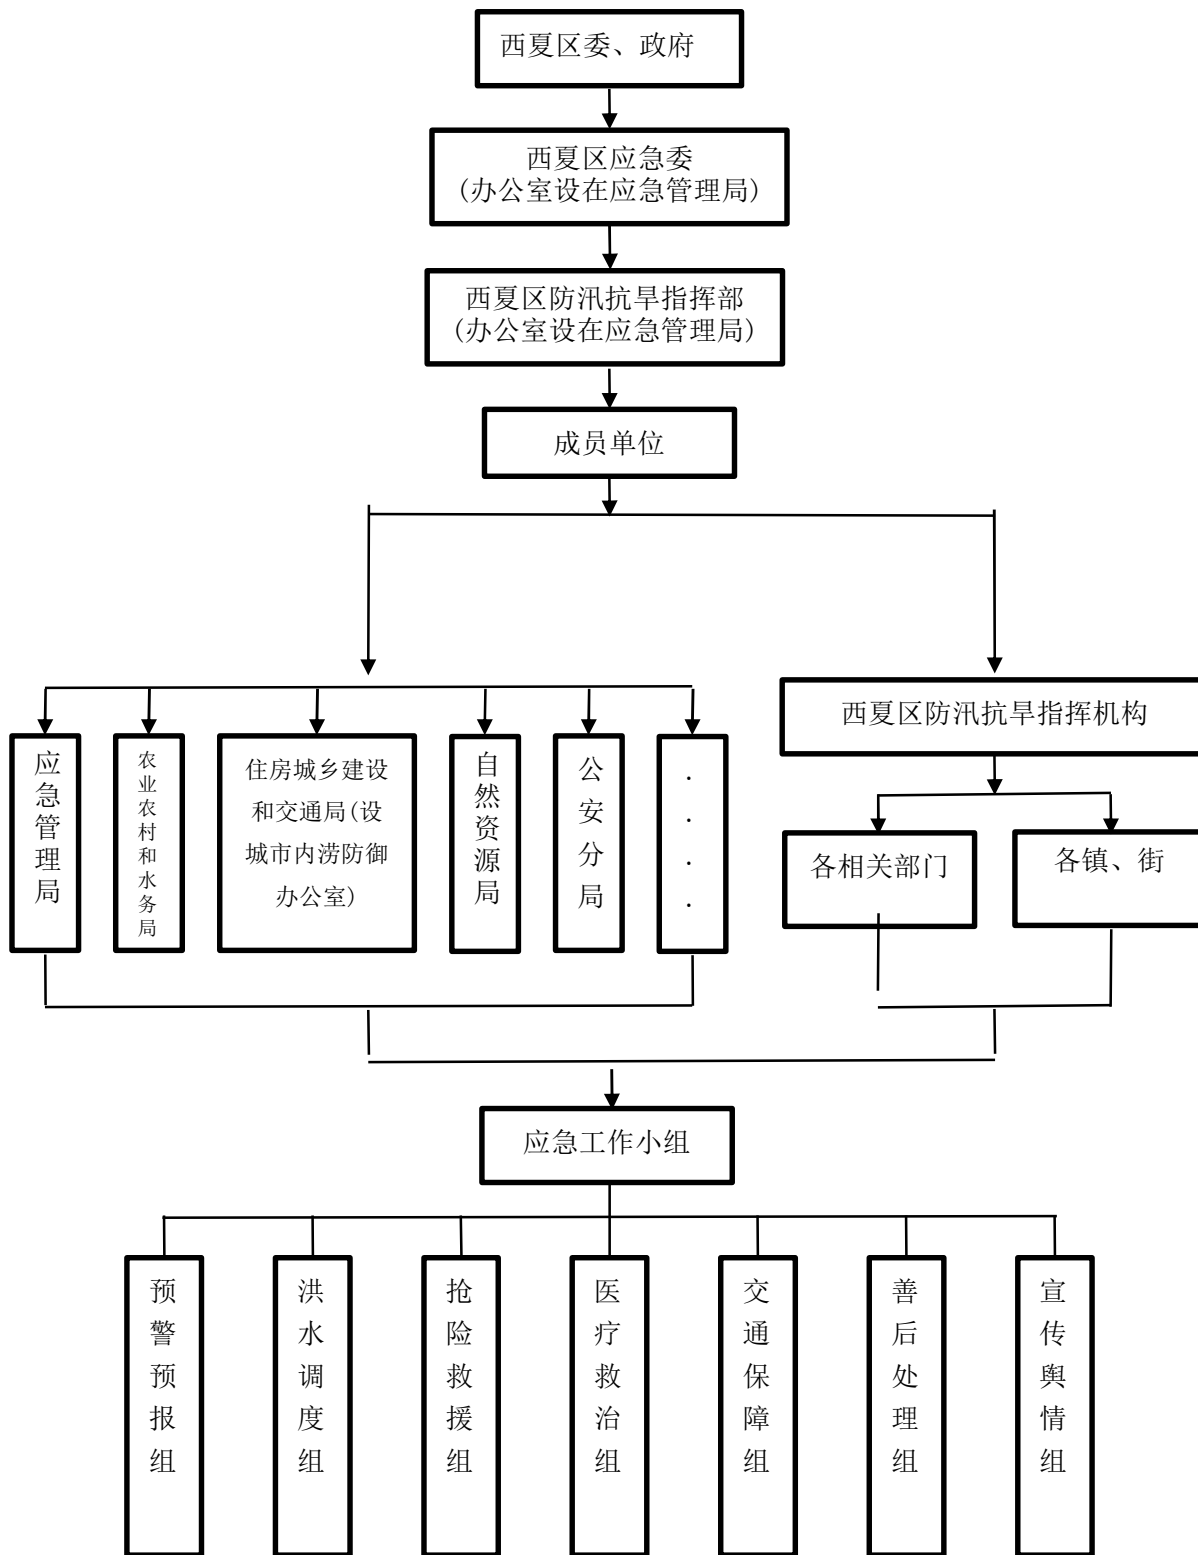 西夏区委、政府
西夏区应急委
(办公室设在应急管理局)
西夏区防汛抗旱指挥部
(办公室设在应急管理局)
成员单位
西夏区防汛抗旱指挥机构
应急管理局
农业农村和水务局
住房城乡建设
和交通局(设
城市内涝防御
办公室)
自然资源局
公安分局
....
各相关部门
各镇、街
应急工作小组
预警预报组
洪水调度组
抢险救援组
医疗救治组
交通保障组
善后处理组
宣传舆情组